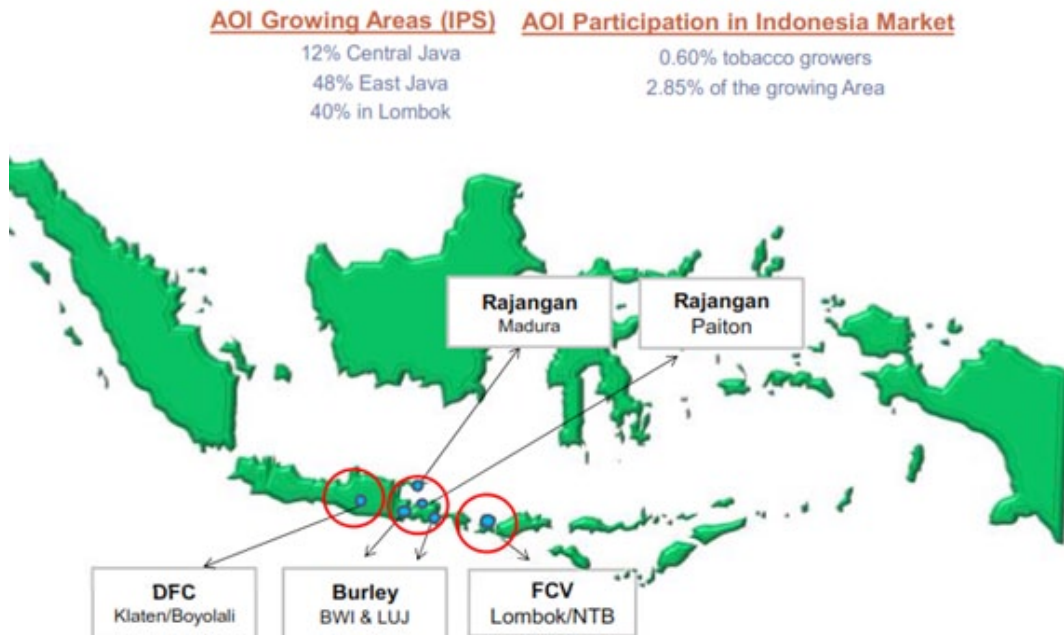 AOI Growing Areas (IPS)
12% Central Java
48% East Java
40% in Lombok
AOI Participation in Indonesia Market
0.60% tobacco growers
2.85% of the growing Area
Rajangan
Madura
Rajangan
Paiton
DFC
Klaten/Boyolali
Burley
BWI & LUJ
FCV
Lombok/NTB